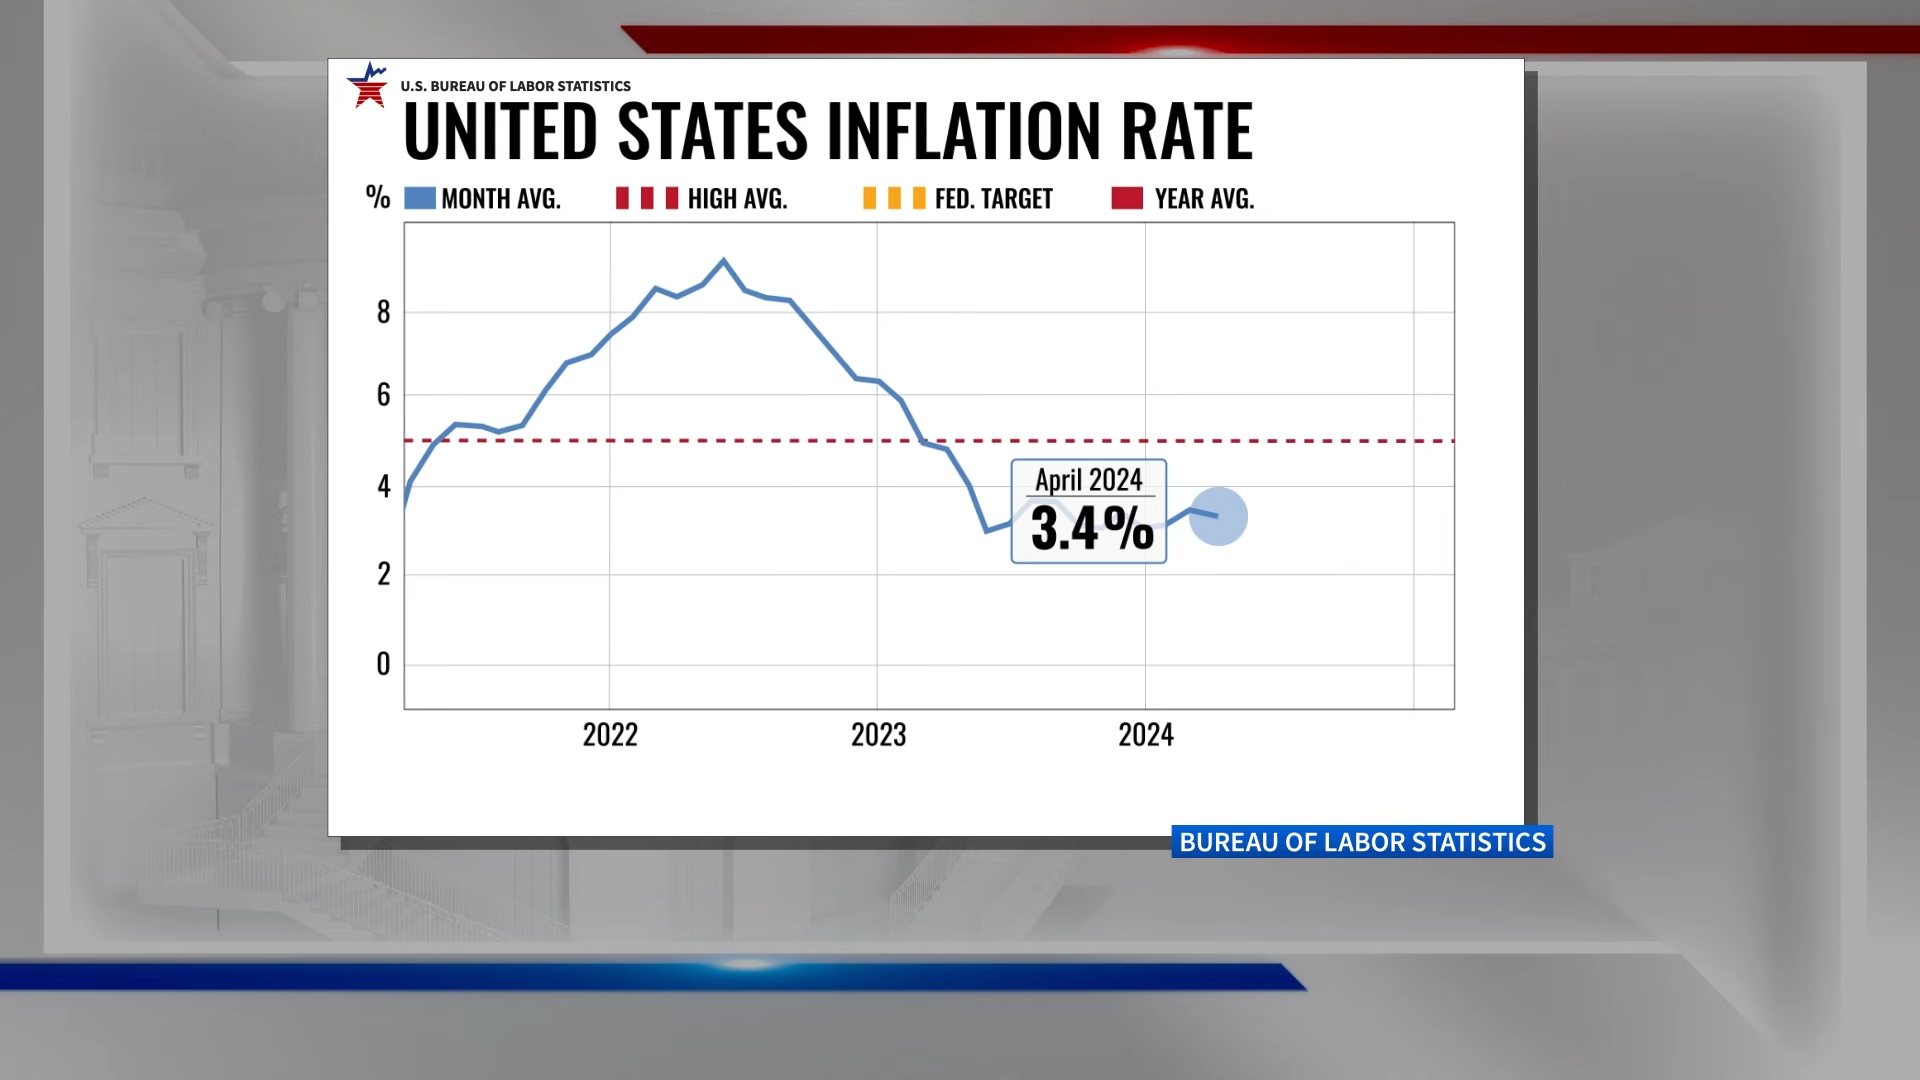 U.S. BUREAU OF LABOR STATISTICS
UNITED STATES INFLATION RATE
% MONTH AVG. HIGH AVG. FED. TARGET YEAR AVG.
8
6
4
2
0
April 2024
3.4%
2022 2023 2024
BUREAU OF LABOR STATISTICS